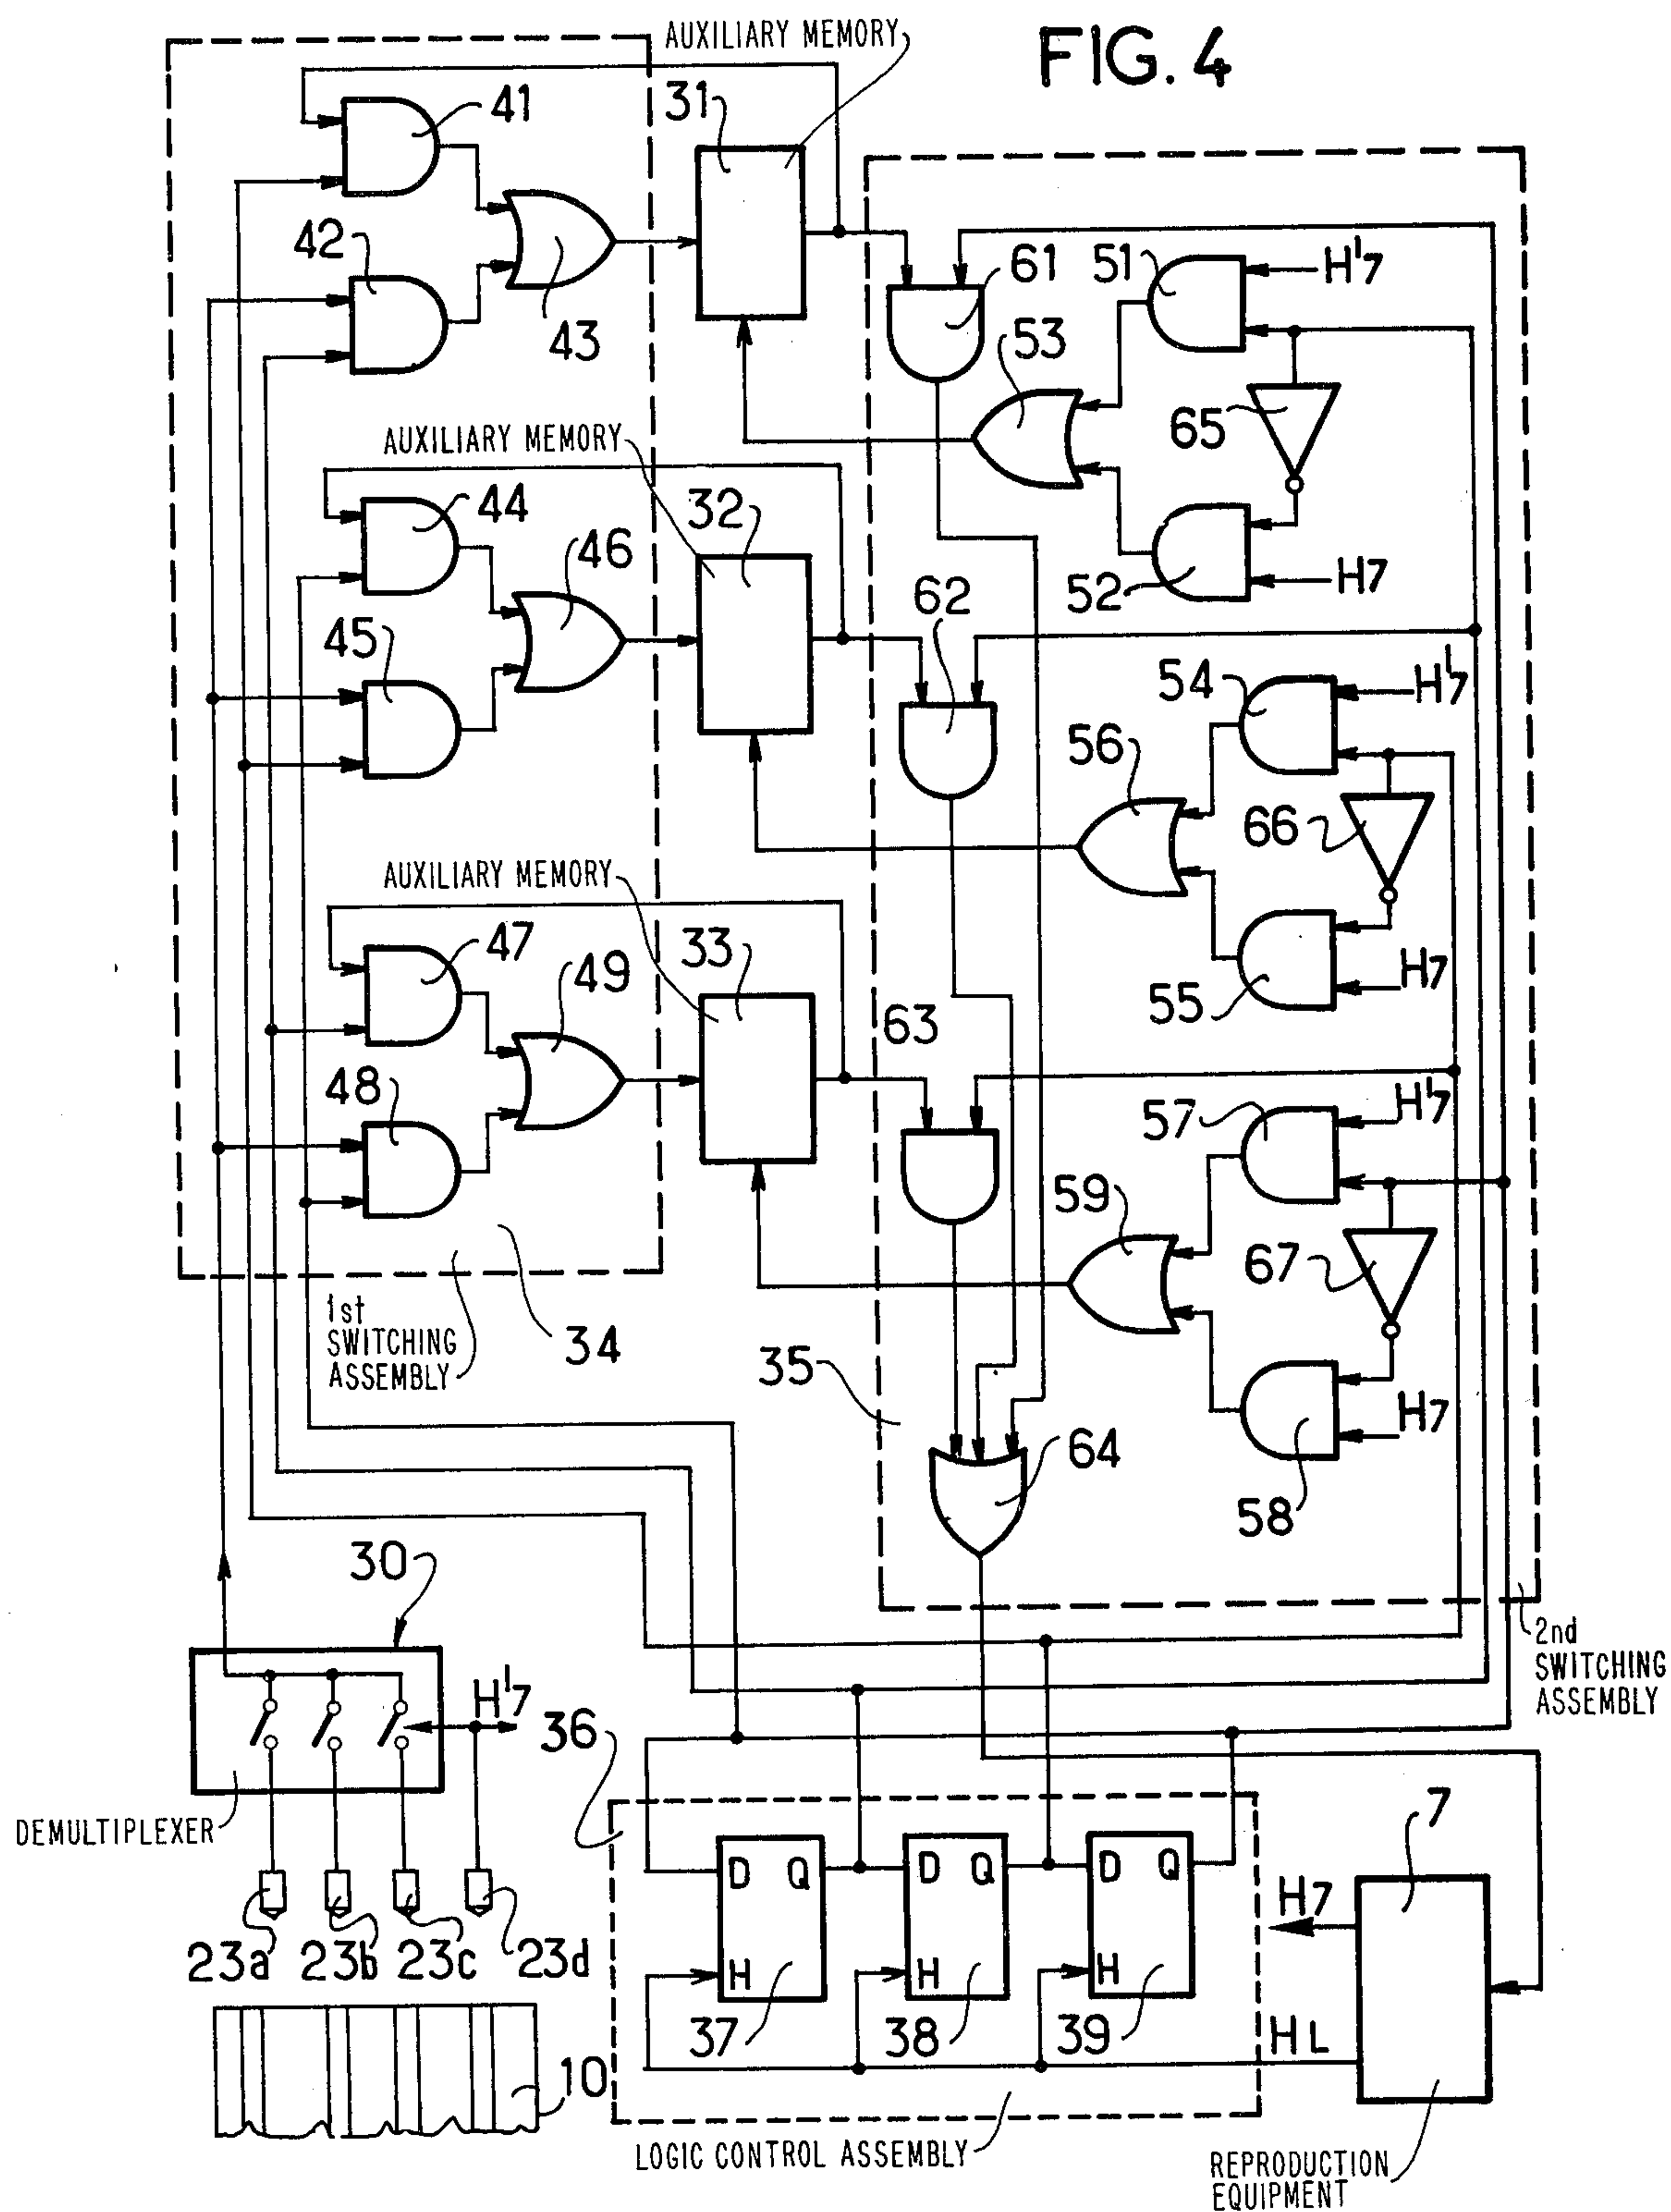 FIG. 4
AUXILIARY MEMORY
31
41
42
43
61
51
H'7
53
65
52
H7
AUXILIARY MEMORY
32
44
46
45
62
54
H'7
56
66
55
H7
AUXILIARY MEMORY
33
47
49
48
63
57
H'7
59
67
58
H7
1st
SWITCHING
ASSEMBLY
34
35
64
30
2nd
SWITCHING
ASSEMBLY
H'7
36
DEMULTIPLEXER
23a
23b
23c
23d
10
D Q
H
37
D Q
H
38
D Q
H
39
7
H7
HL
LOGIC CONTROL ASSEMBLY
REPRODUCTION
EQUIPMENT